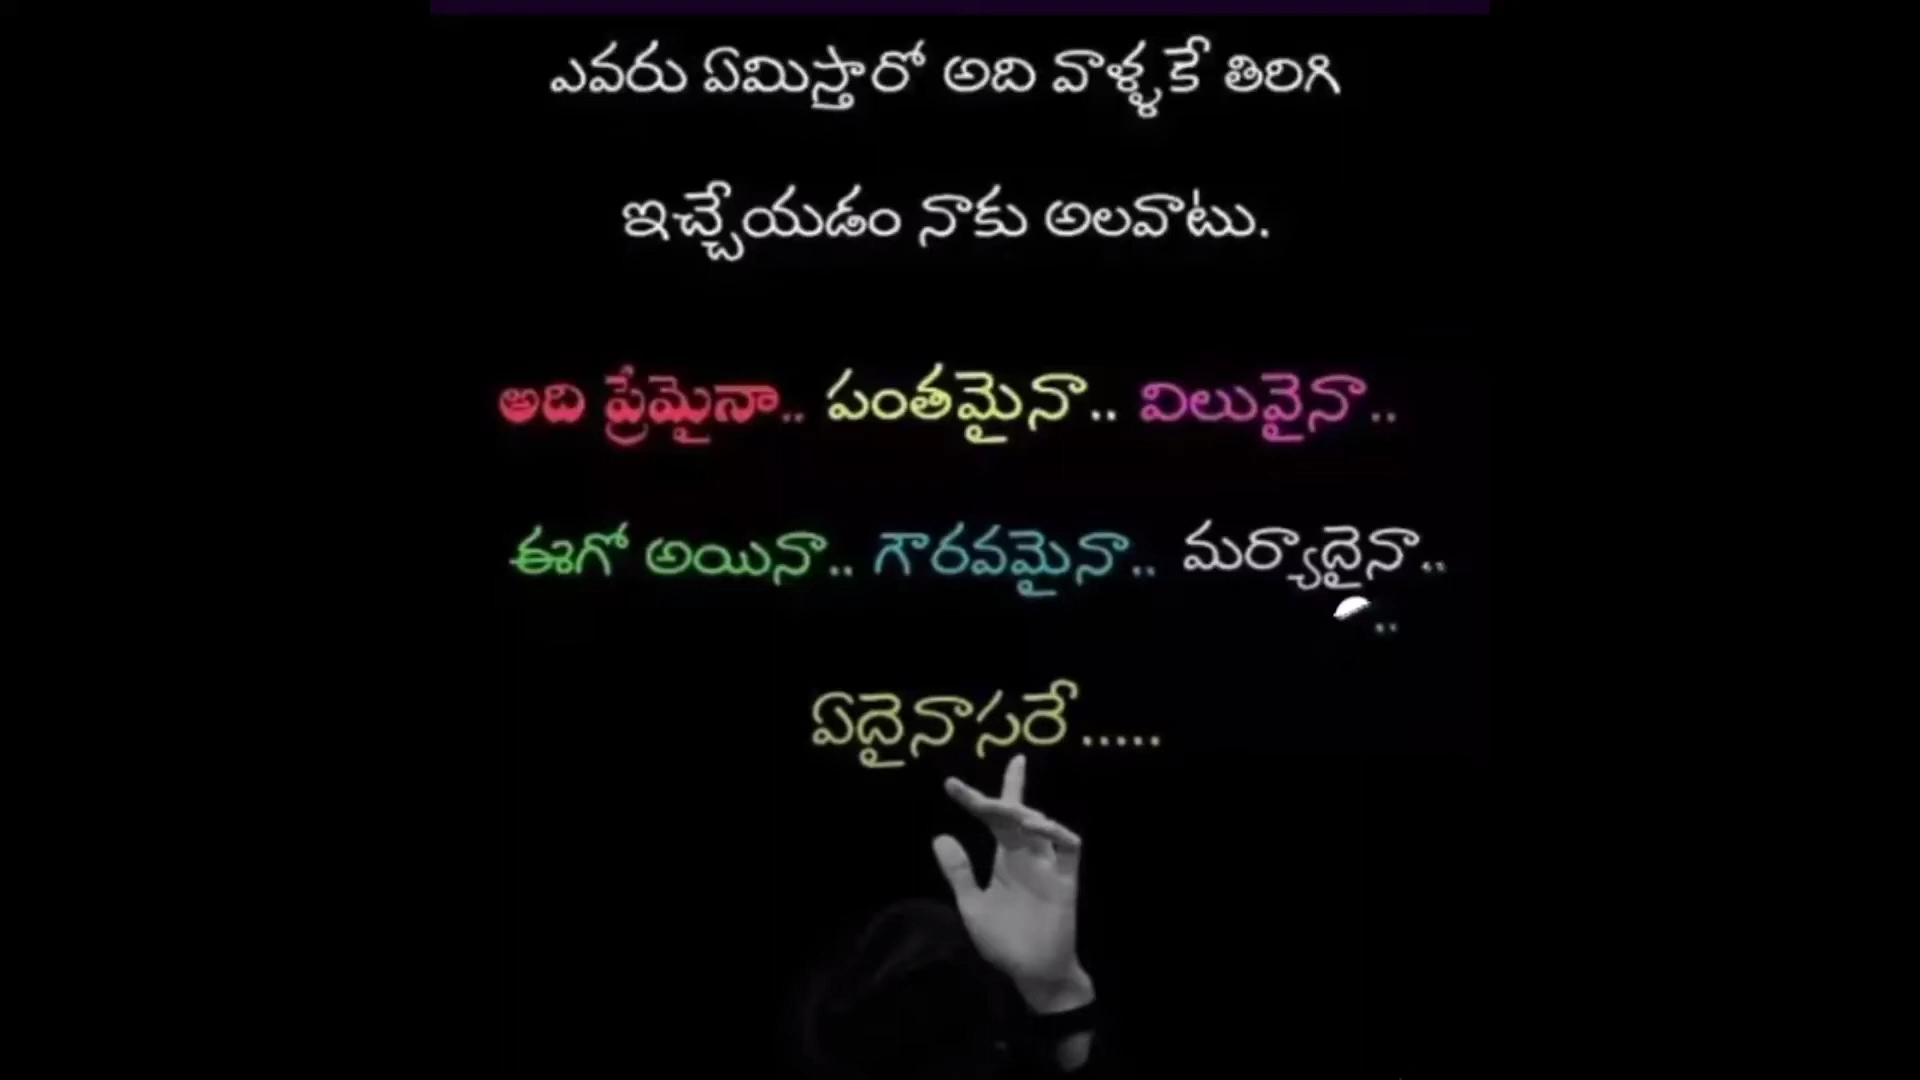 ఎవరు ఏమిస్తారో అది వాళ్ళకే తిరిగి
ఇచ్చేయడం నాకు అలవాటు.
అది ప్రేమైనా.. పంతమైనా.. విలువైనా..
ఈగో అయినా.. గౌరవమైనా.. మర్యాదైనా..
..
ఏదైనాసరే.....